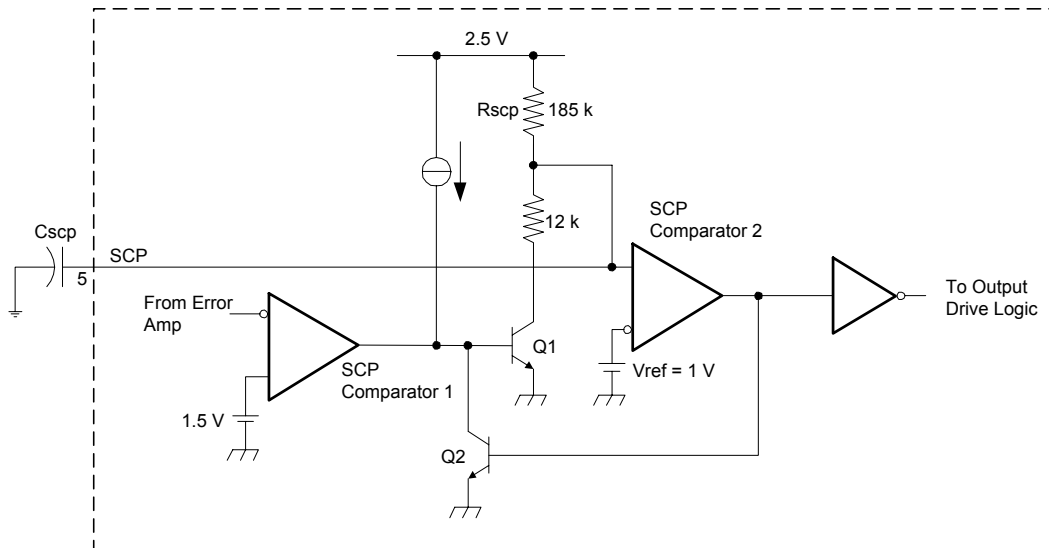 2.5 V
Rscp
185 k
12 k
SCP
Comparator 2
Cscp
SCP
5
From Error
Amp
To Output
Drive Logic
Q1
SCP
Comparator 1
Vref = 1 V
1.5 V
Q2